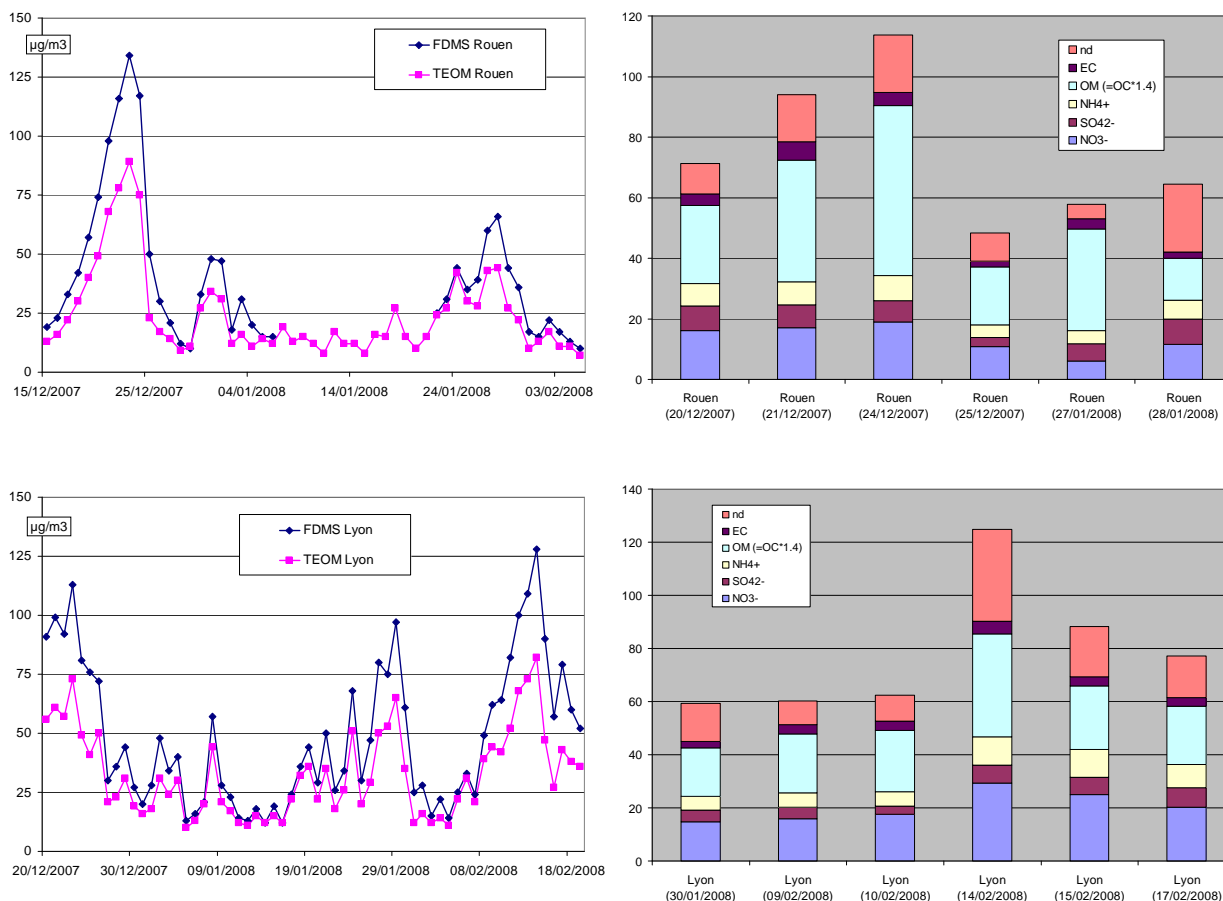 150
125
100
75
50
25
0
µg/m3
FDMS Rouen
TEOM Rouen
15/12/2007 25/12/2007 04/01/2008 14/01/2008 24/01/2008 03/02/2008
120
100
80
60
40
20
0
nd
EC
OM (=OC*1.4)
NH4+
SO42-
NO3-
Rouen Rouen Rouen Rouen Rouen Rouen
(20/12/2007) (21/12/2007) (24/12/2007) (25/12/2007) (27/01/2008) (28/01/2008)
150
125
100
75
50
25
0
µg/m3
FDMS Lyon
TEOM Lyon
20/12/2007 30/12/2007 09/01/2008 19/01/2008 29/01/2008 08/02/2008 18/02/2008
140
120
100
80
60
40
20
0
nd
EC
OM (=OC*1.4)
NH4+
SO42-
NO3-
Lyon Lyon Lyon Lyon Lyon Lyon
(30/01/2008) (09/02/2008) (10/02/2008) (14/02/2008) (15/02/2008) (17/02/2008)